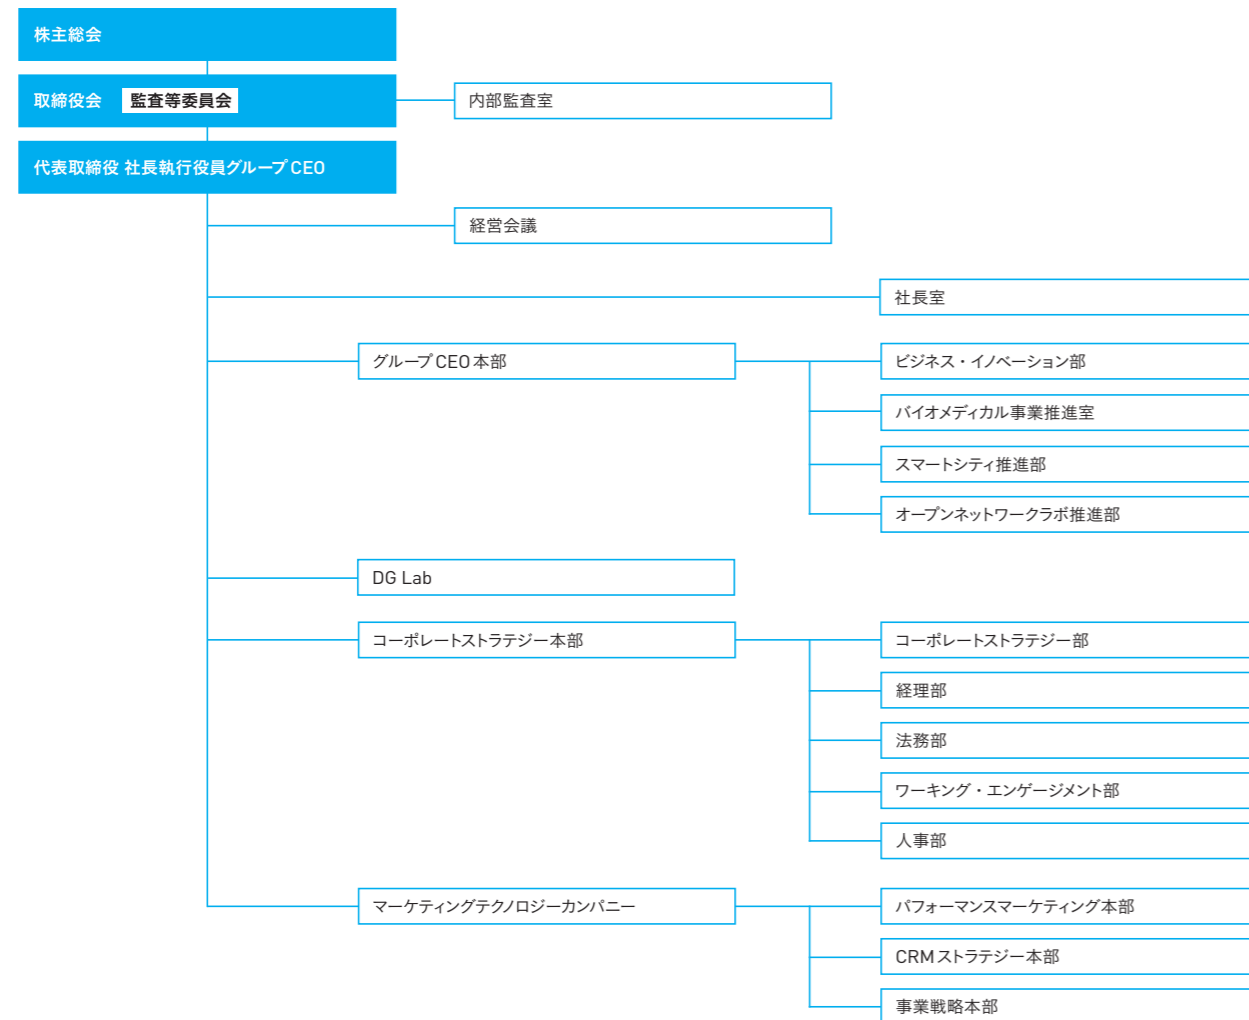 株主総会
取締役会 監査等委員会
内部監査室
代表取締役 社長執行役員グループCEO
経営会議
社長室
グループCEO本部
ビジネス・イノベーション部
バイオメディカル事業推進室
スマートシティ推進部
オープンネットワークラボ推進部
DG Lab
コーポレートストラテジー本部
コーポレートストラテジー部
経理部
法務部
ワーキング・エンゲージメント部
人事部
マーケティングテクノロジーカンパニー
パフォーマンスマーケティング本部
CRMストラテジー本部
事業戦略本部